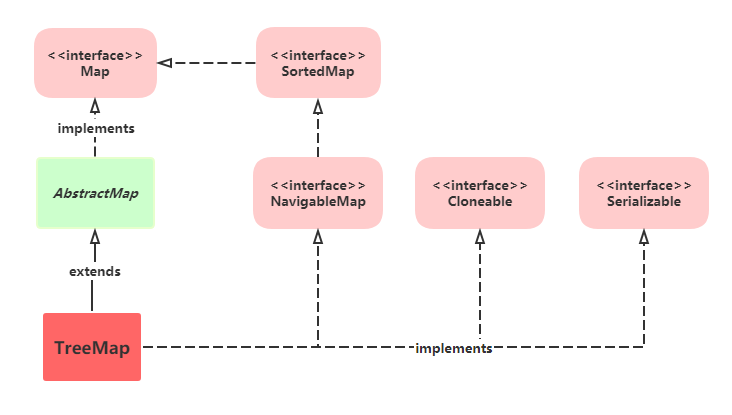 <<interface>>
Map
<<interface>>
SortedMap
implements
AbstractMap
<<interface>>
NavigableMap
<<interface>>
Cloneable
<<interface>>
Serializable
extends
TreeMap
implements